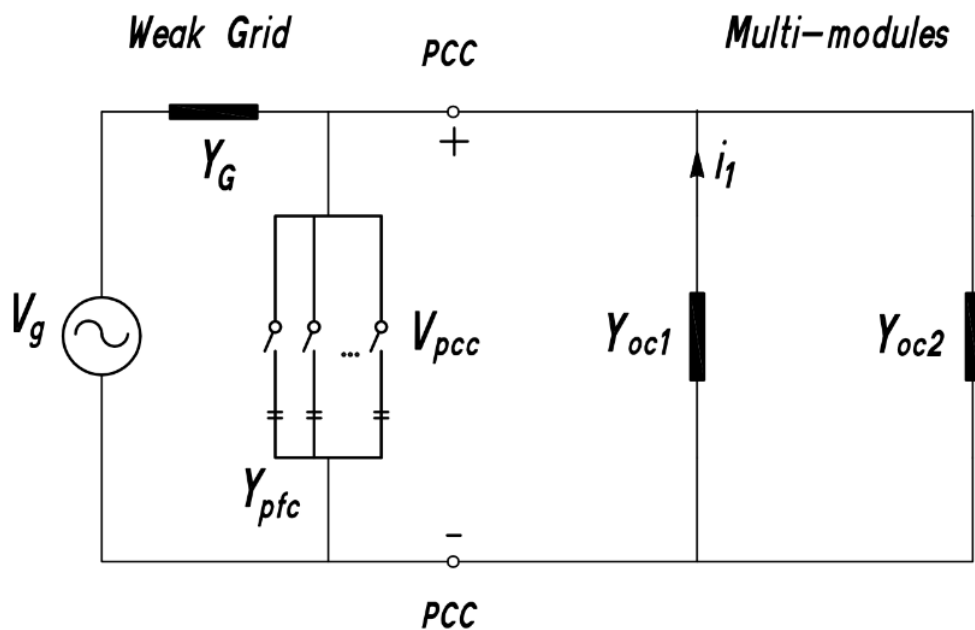 Weak Grid
Multi-modules
PCC
Y_G
+
i_1
V_g
V_pcc
Y_oc1
Y_oc2
...
Y_pfc
-
PCC